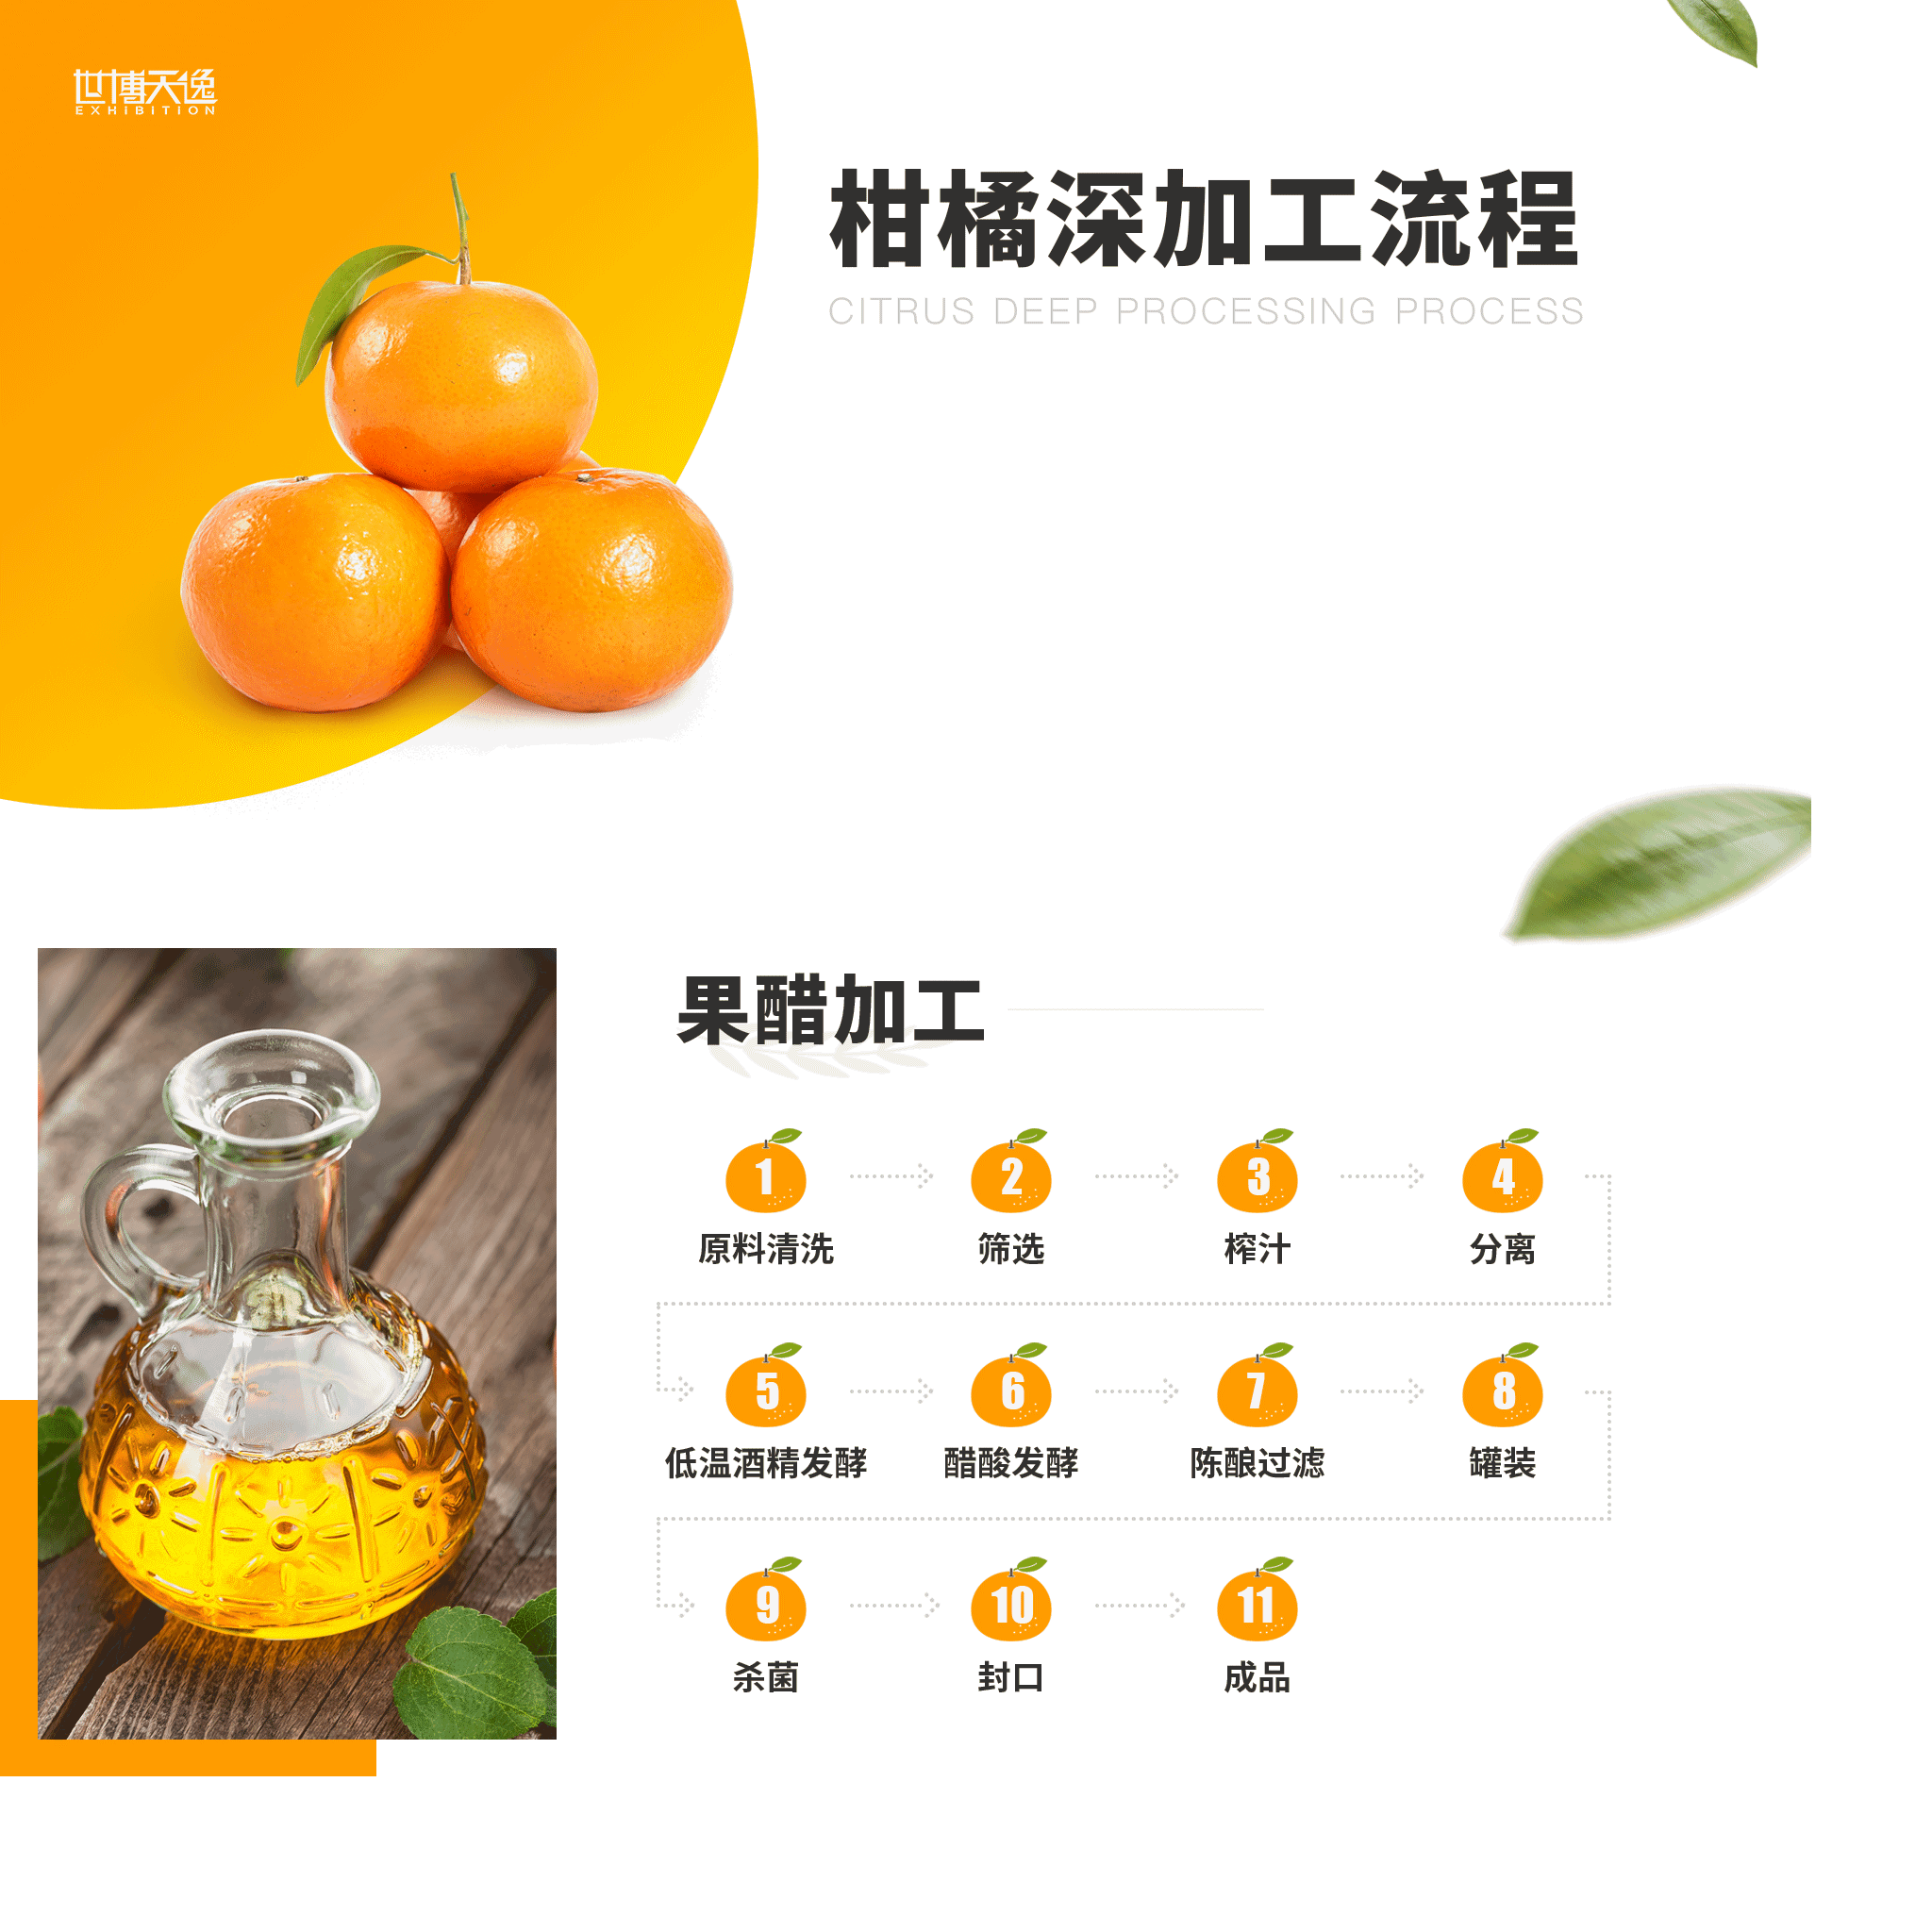 世博天逸
EXHIBITION
柑橘深加工流程
CITRUS DEEP PROCESSING PROCESS
果醋加工
1
2
3
4
原料清洗
筛选
榨汁
分离
5
6
7
8
低温酒精发酵
醋酸发酵
陈酿过滤
罐装
9
10
11
杀菌
封口
成品